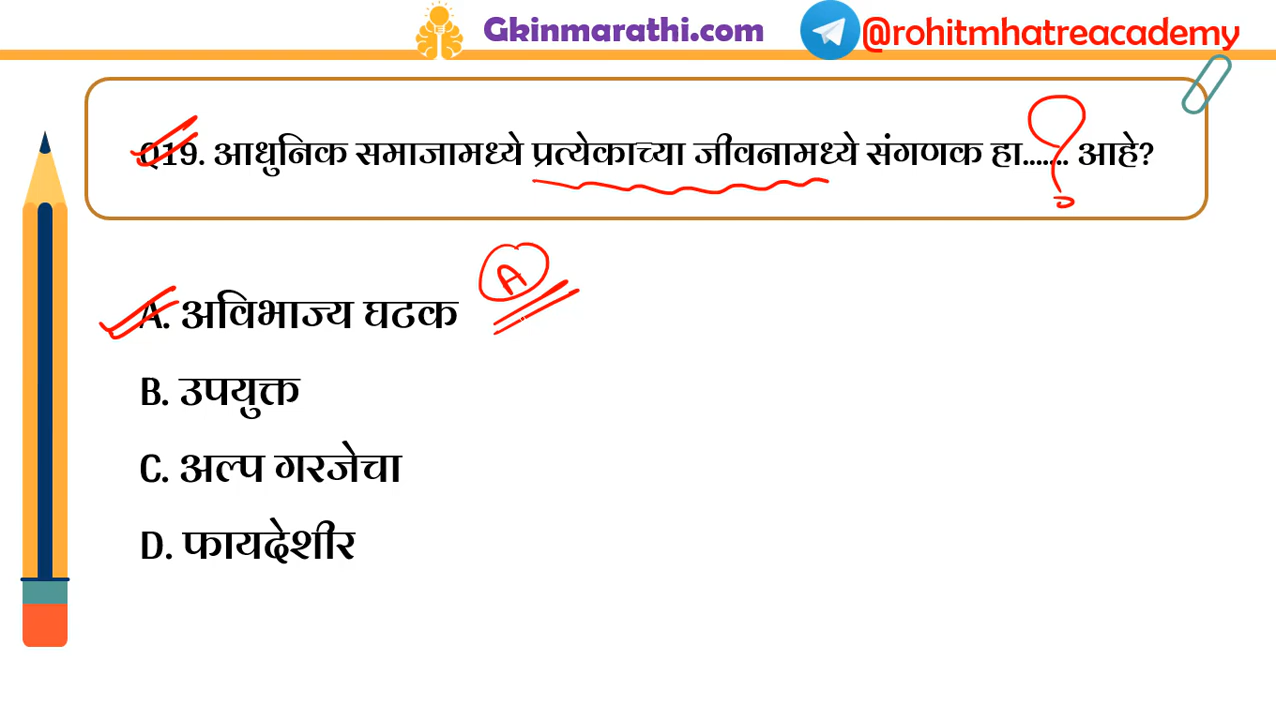 Gkinmarathi.com
@rohitmhatreacademy
Q19. आधुनिक समाजामध्ये प्रत्येकाच्या जीवनामध्ये संगणक हा....... आहे?
?
A
A. अविभाज्य घटक
B. उपयुक्त
C. अल्प गरजेचा
D. फायदेशीर